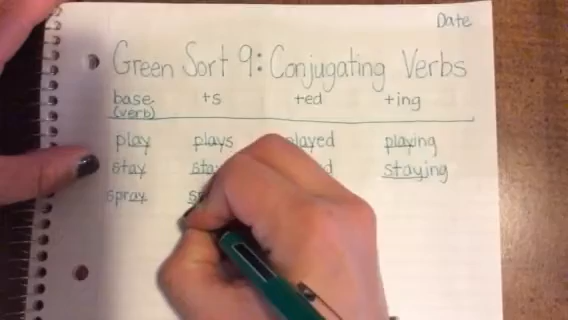 Date
Green Sort 9: Conjugating Verbs
base +s +ed +ing
(verb)
play plays played playing
stay staying
spray